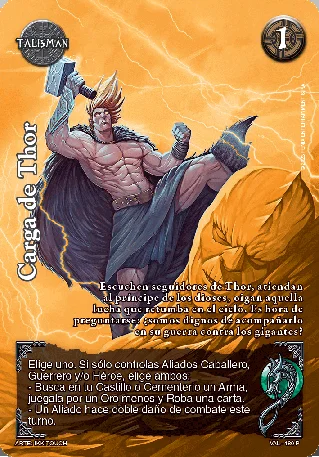 TALISMAN
1
Carga de Thor
Escuchen seguidores de Thor, atiendan
al príncipe de los dioses, oigan aquella
lucha que retumba en el cielo. Es hora de
preguntarse: ¿somos dignos de acompañarlo
en su guerra contra los gigantes?
Elige uno. Si sólo controlas Aliados Caballero,
Guerrero y/o Héroe, elige ambos.
- Busca en tu Castillo o Cementerio un Arma,
juégala por un Oro menos y Roba una carta.
- Un Aliado hace doble daño de combate este
turno.